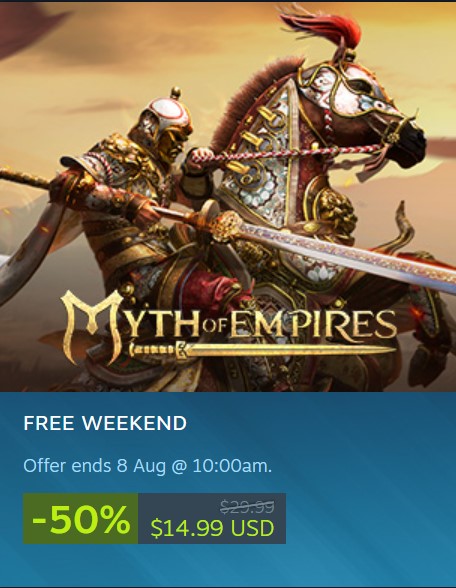 MYTH OF EMPIRES
FREE WEEKEND
Offer ends 8 Aug @ 10:00am.
-50%
$29.99
$14.99 USD